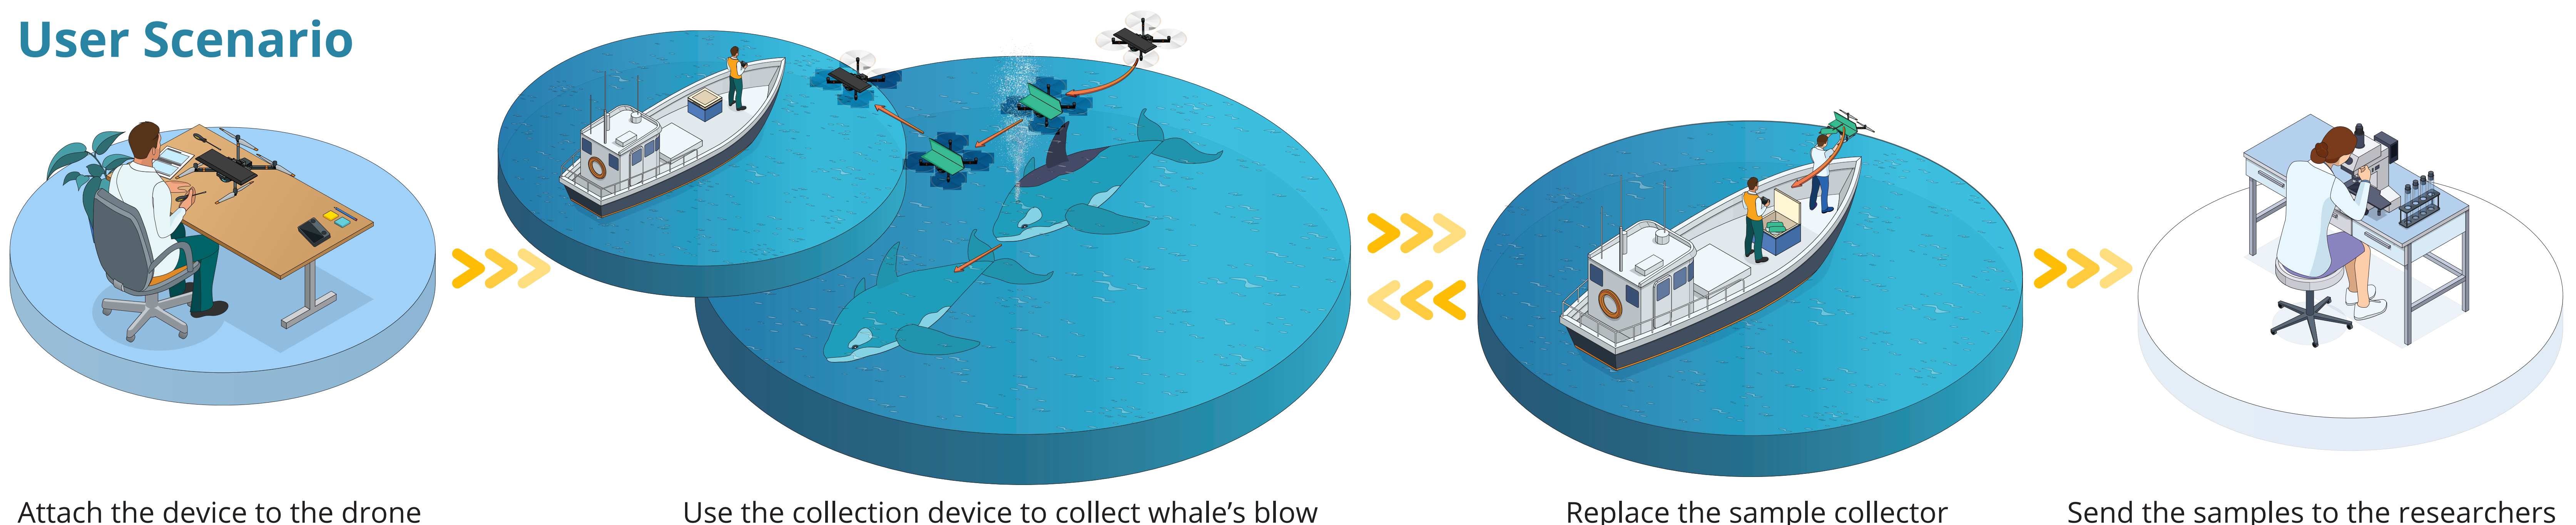 User Scenario
Attach the device to the drone
Use the collection device to collect whale’s blow
Replace the sample collector
Send the samples to the researchers